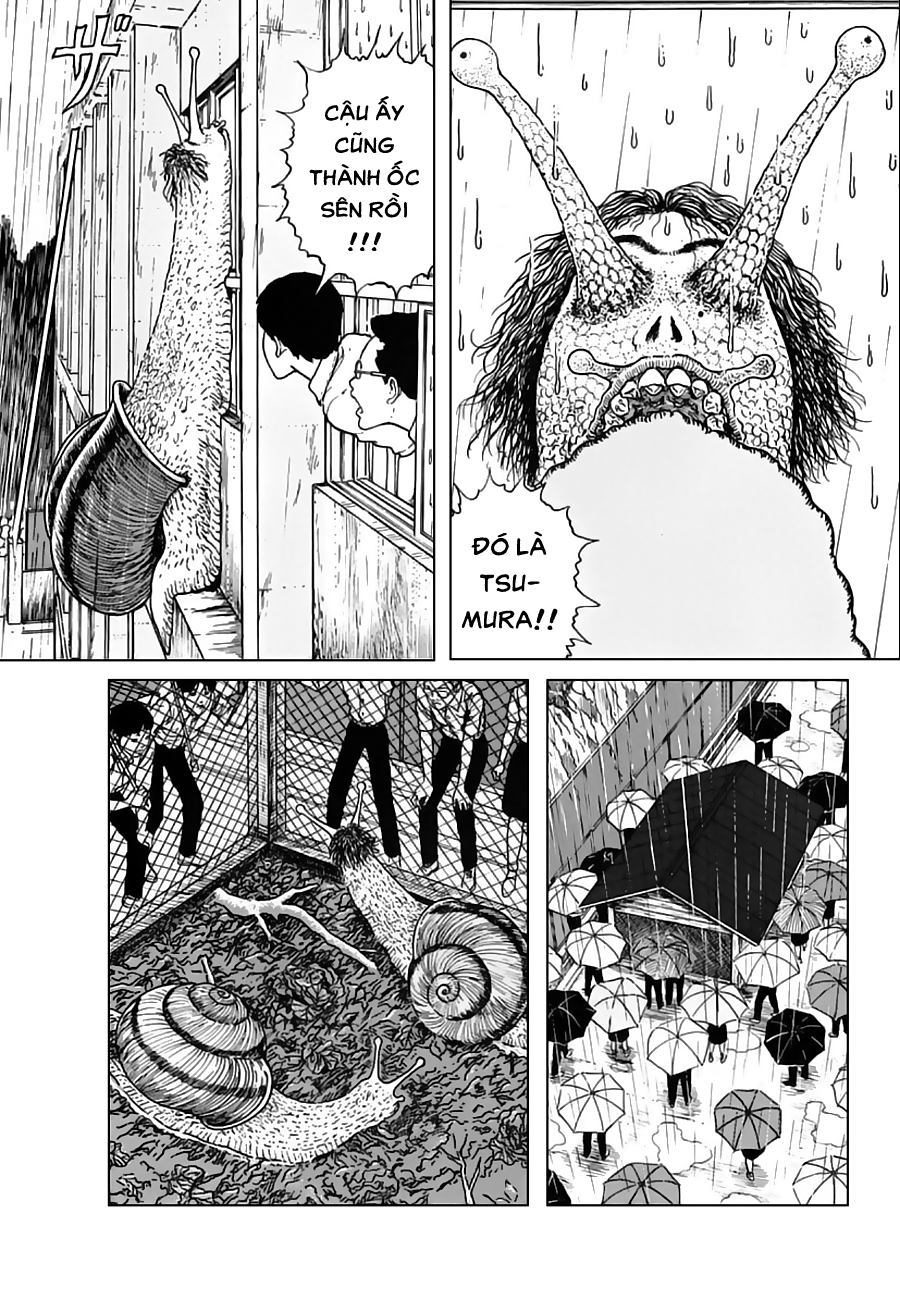 ĐÓ LÀ
TSU-
MURA!!
ザ
CẬU ẤY
CŨNG
THÀNH ỐC
SÊN RỒI
!!!